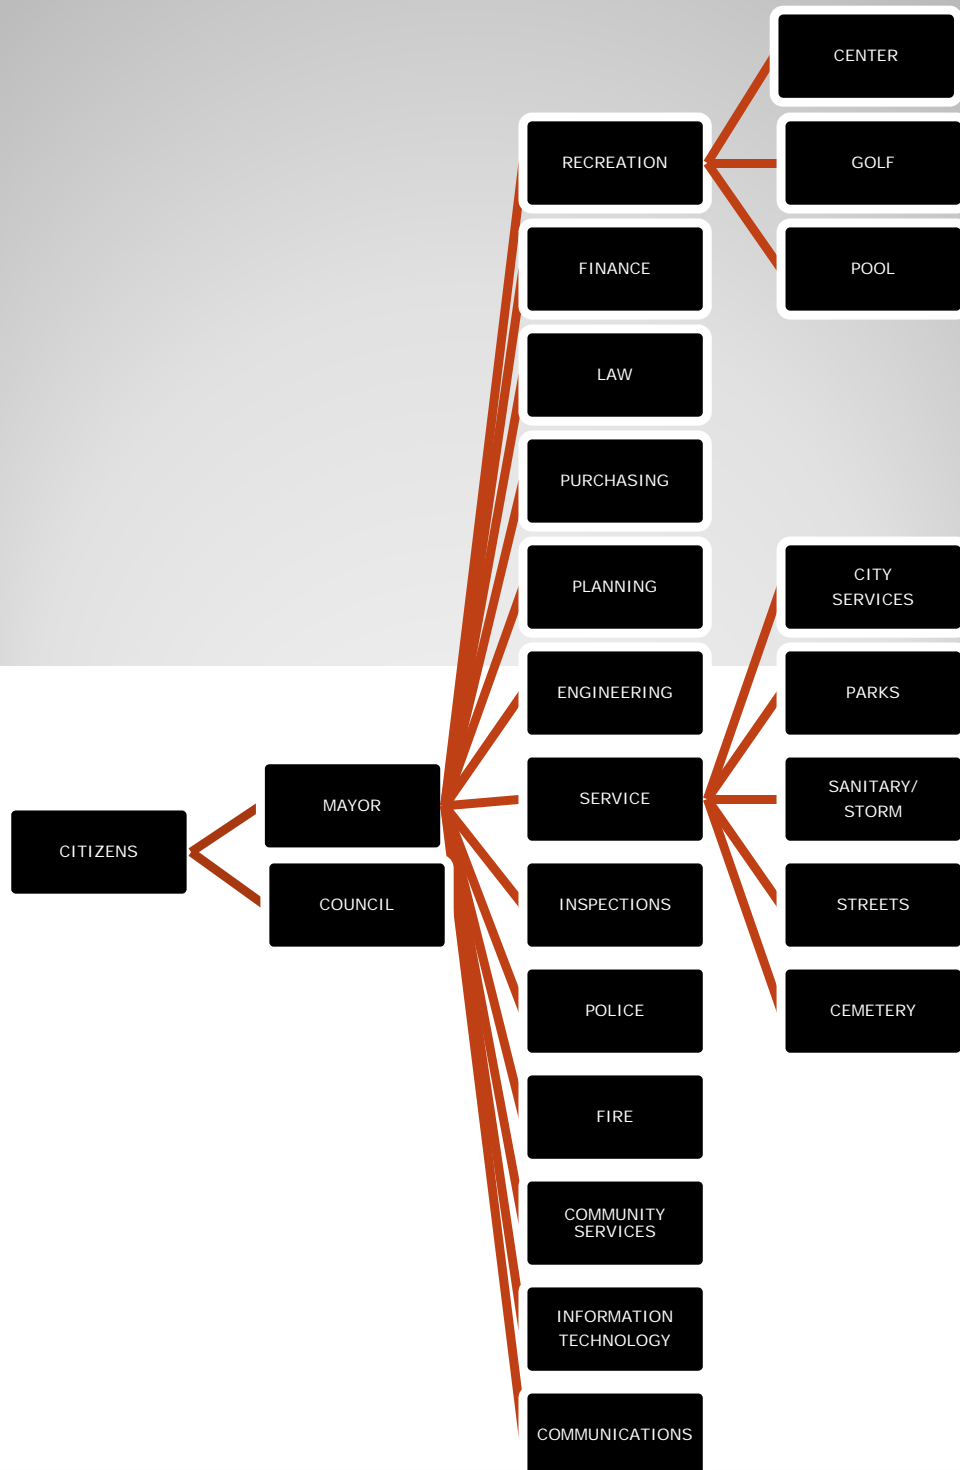 CENTER
RECREATION
GOLF
FINANCE
POOL
LAW
PURCHASING
PLANNING
CITY
SERVICES
ENGINEERING
PARKS
MAYOR
SERVICE
SANITARY/
STORM
CITIZENS
COUNCIL
INSPECTIONS
STREETS
POLICE
CEMETERY
FIRE
COMMUNITY
SERVICES
INFORMATION
TECHNOLOGY
COMMUNICATIONS